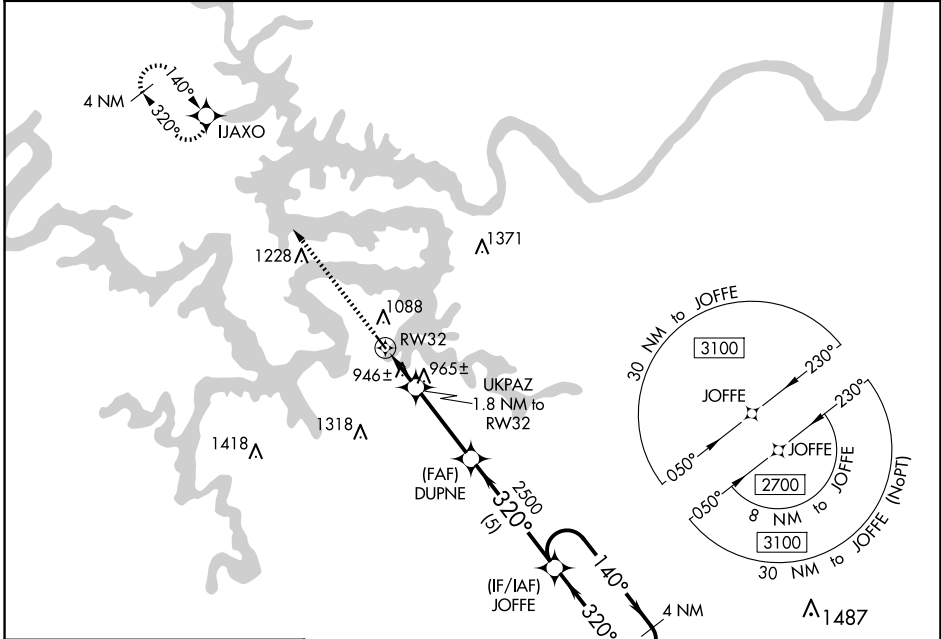 140°
4 NM
320°
IJAXO
1371
1228
1088
RW32
946±
965±
UKPAZ
1.8 NM to
RW32
1318
1418
(FAF)
DUPNE
2500
320°
(5)
(IF/IAF)
JOFFE
140°
4 NM
320°
30 NM to JOFFE
3100
230°
JOFFE
050°
230°
JOFFE
050°
2700
8 NM to JOFFE
3100
30 NM to JOFFE (NoPT)
1487